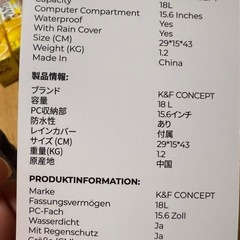 Capacity 18L
Computer Compartment 15.6 Inches
Waterproof Yes
With Rain Cover Yes
Size (CM) 29*15*43
Weight (KG) 1.2
Made In China
製品情報:
ブランド K&F CONCEPT
容量 18 L
PC収納部 15.6インチ
防水性 あり
レインカバー 付属
サイズ (CM) 29*15*43
重量(KG) 1.2
原産地 中国
PRODUKTINFORMATION:
Marke K&F CONCEPT
Fassungsvermögen 18L
PC-Fach 15.6 Zoll
Wasserdicht Ja
Mit Regenschutz Ja